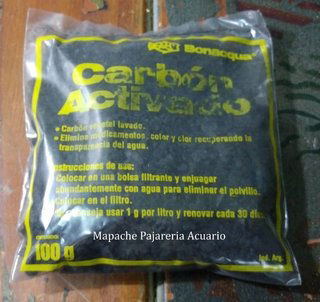 Bonacqua
Carbón
Activado
• Carbón vegetal lavado.
• Elimina medicamentos, color y olor recuperando la
transparencia del agua.
Instrucciones de uso:
Colocar en una bolsa filtrante y enjuagar
abundantemente con agua para eliminar el polvillo.
Colocar en el filtro.
usar 1 g por litro y renovar cada 30 días.
Mapache Pajareria Acuario
100 g
Ind. Arg.